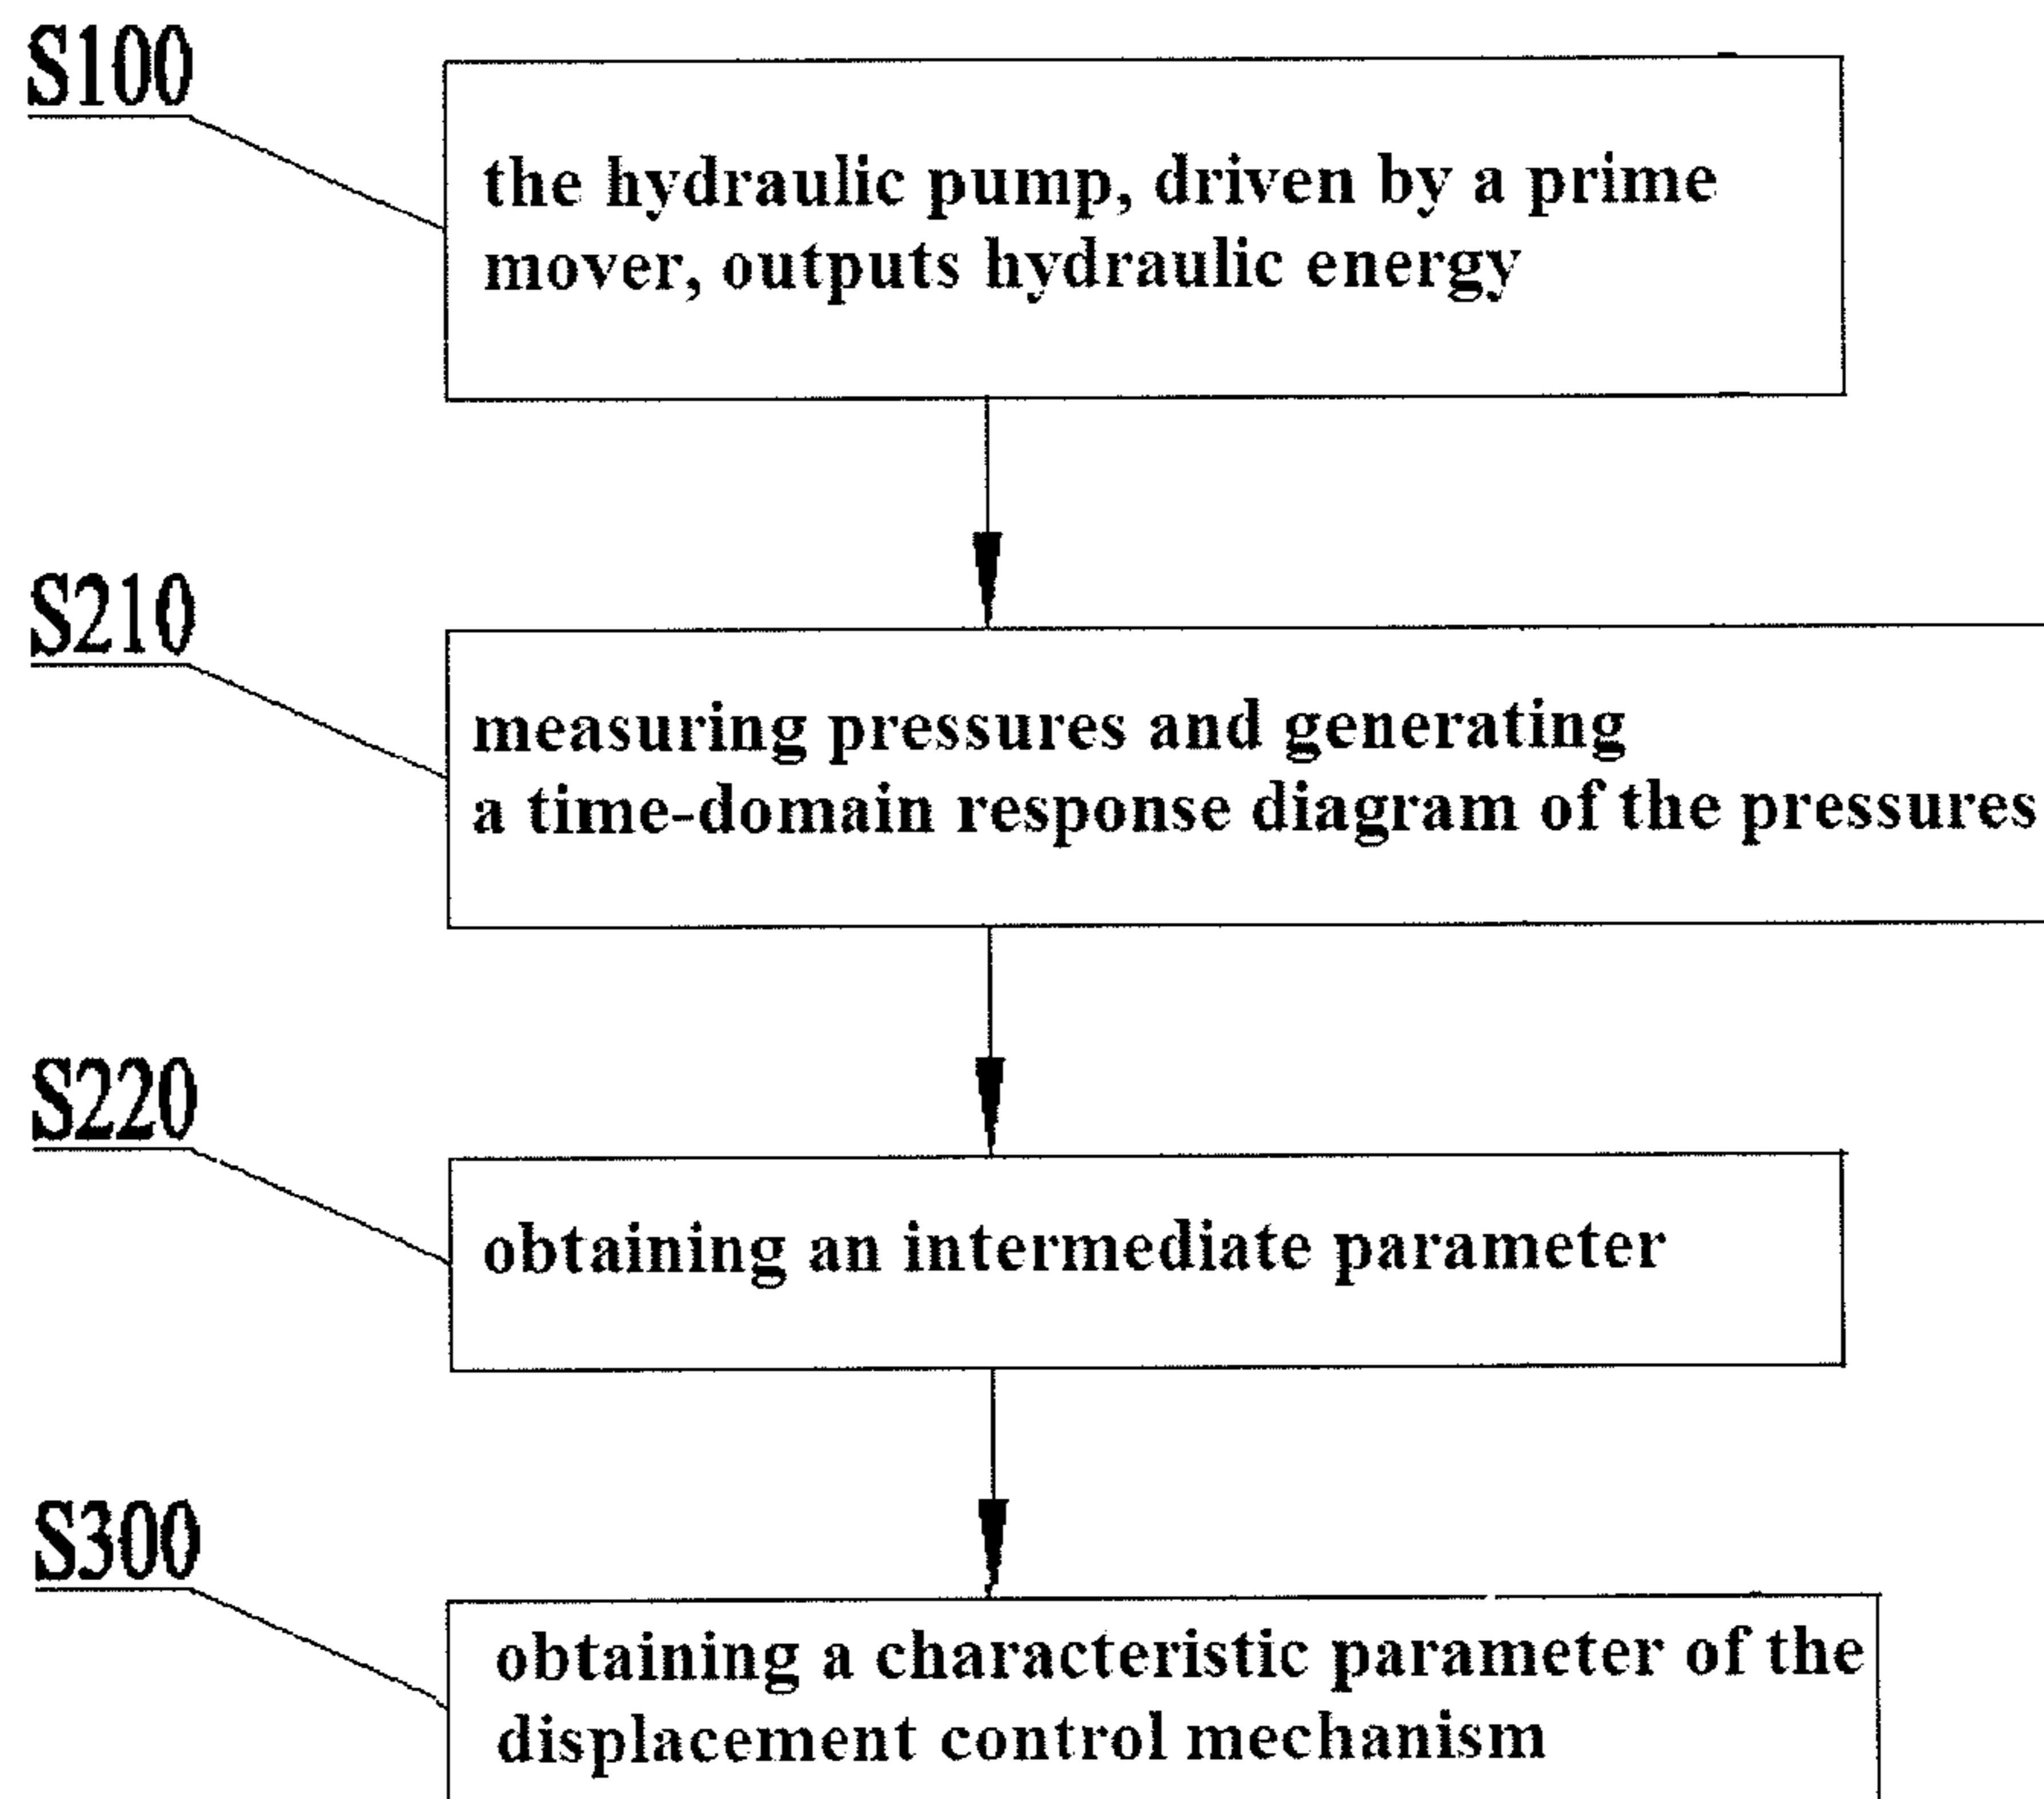 S100
the hydraulic pump, driven by a prime
mover, outputs hydraulic energy
S210
measuring pressures and generating
a time-domain response diagram of the pressures
S220
obtaining an intermediate parameter
S300
obtaining a characteristic parameter of the
displacement control mechanism